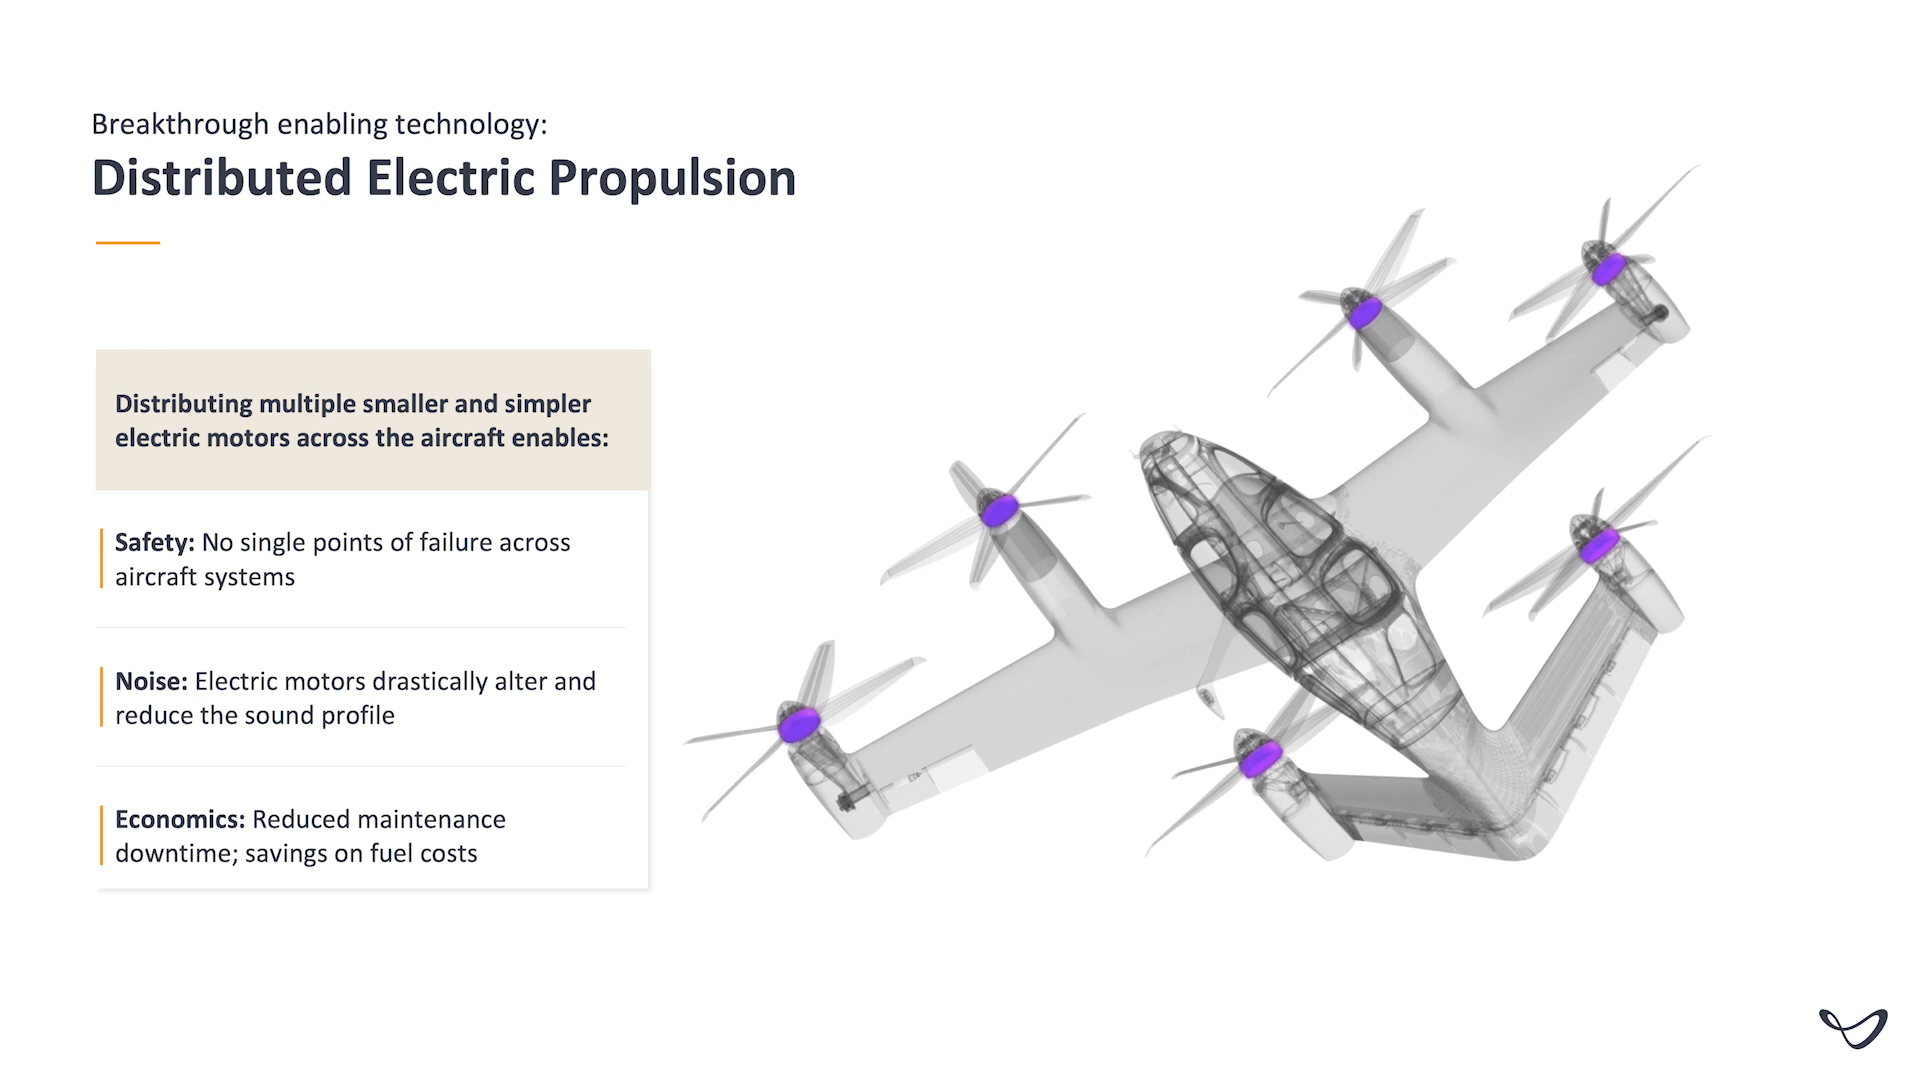 Breakthrough enabling technology:
Distributed Electric Propulsion
Distributing multiple smaller and simpler
electric motors across the aircraft enables:
Safety: No single points of failure across
aircraft systems
Noise: Electric motors drastically alter and
reduce the sound profile
Economics: Reduced maintenance
downtime; savings on fuel costs